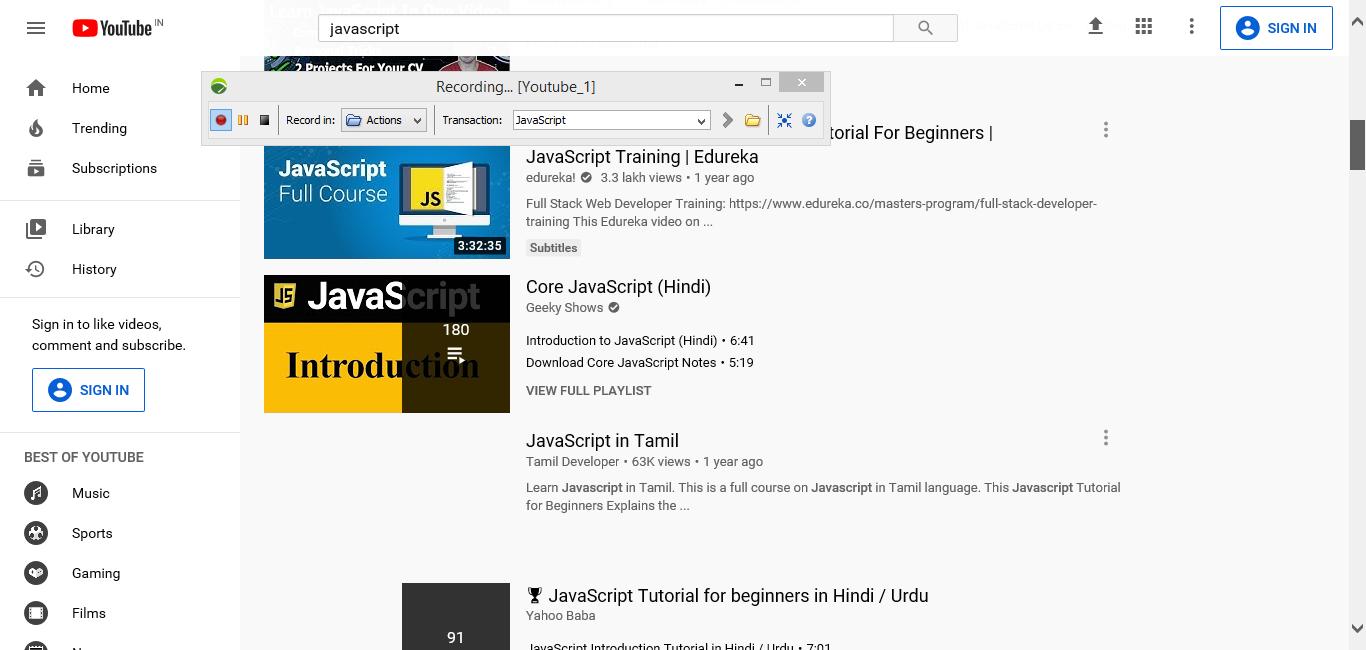 YouTube IN
javascript
SIGN IN
Home
Trending
Subscriptions
Library
History
Sign in to like videos,
comment and subscribe.
SIGN IN
BEST OF YOUTUBE
Music
Sports
Gaming
Films
Learn JavaScript In One Video
2 Projects For Your CV
Recording... [Youtube_1]
Record in:
Actions
Transaction:
JavaScript
torial For Beginners |
JavaScript Training | Edureka
edureka! 3.3 lakh views • 1 year ago
Full Stack Web Developer Training: https://www.edureka.co/masters-program/full-stack-developer-
training This Edureka video on ...
Subtitles
JavaScript
Full Course
JS
3:32:35
JS JavaScript
Introduction
180
Core JavaScript (Hindi)
Geeky Shows
Introduction to JavaScript (Hindi) • 6:41
Download Core JavaScript Notes • 5:19
VIEW FULL PLAYLIST
JavaScript in Tamil
Tamil Developer • 63K views • 1 year ago
Learn Javascript in Tamil. This is a full course on Javascript in Tamil language. This Javascript Tutorial
for Beginners Explains the ...
91
🏆 JavaScript Tutorial for beginners in Hindi / Urdu
Yahoo Baba
JavaScript Introduction Tutorial in Hindi / Urdu • 7:01